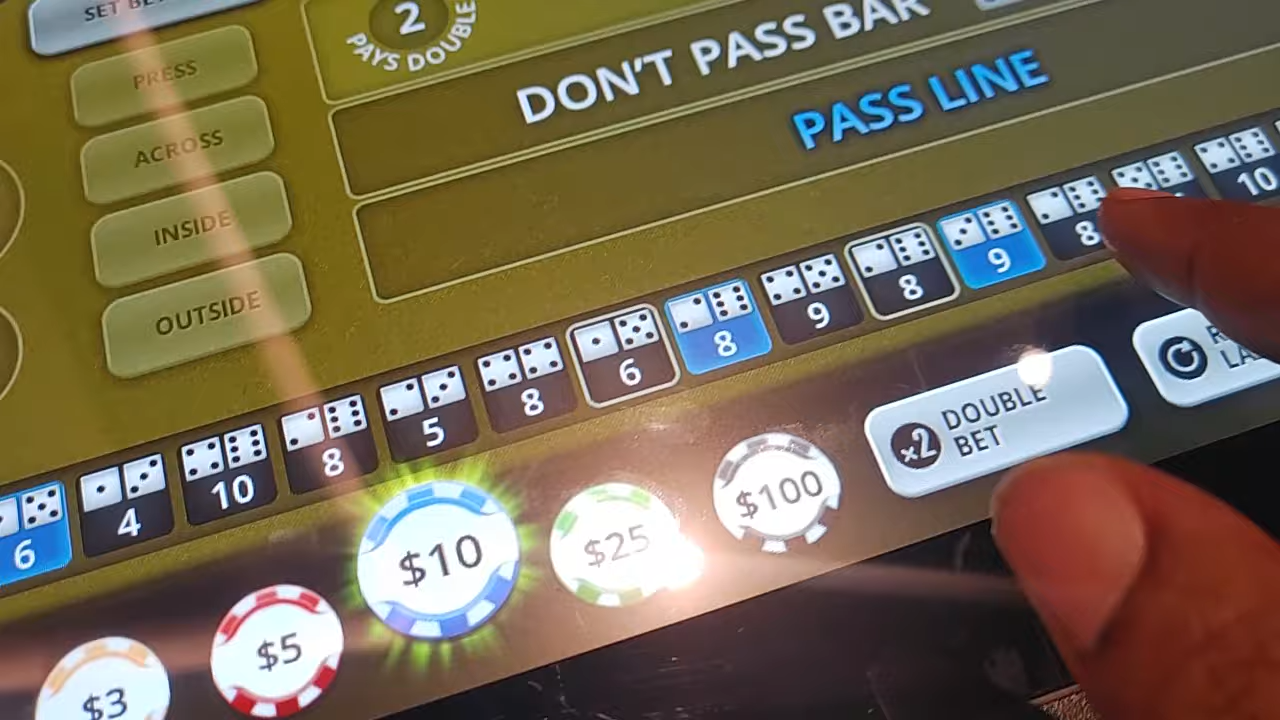 SET BE
2
PAYS DOUBLE
PRESS
DON'T PASS BAR
ACROSS
PASS LINE
INSIDE
OUTSIDE
6
4
10
8
5
8
6
8
9
8
9
8
10
$3
$5
$10
$25
$100
x2
DOUBLE
BET